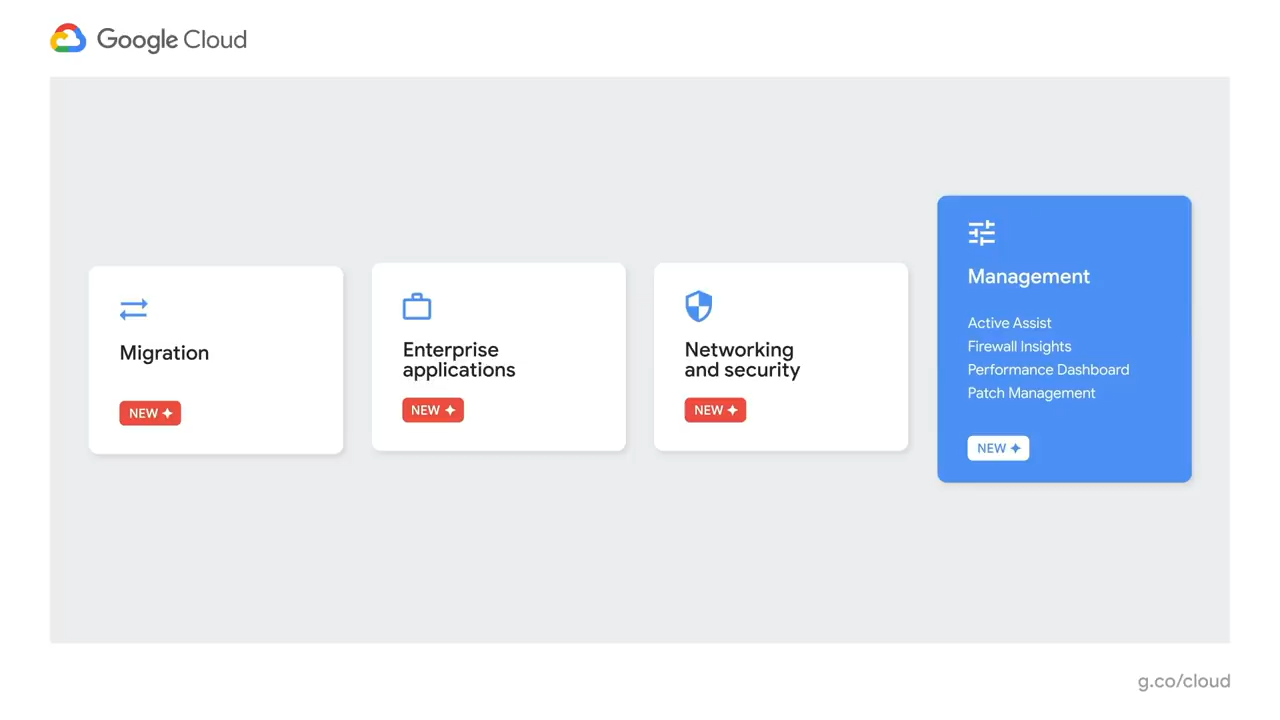 Google Cloud
Migration
NEW
Enterprise
applications
NEW
Networking
and security
NEW
Management
Active Assist
Firewall Insights
Performance Dashboard
Patch Management
NEW
g.co/cloud